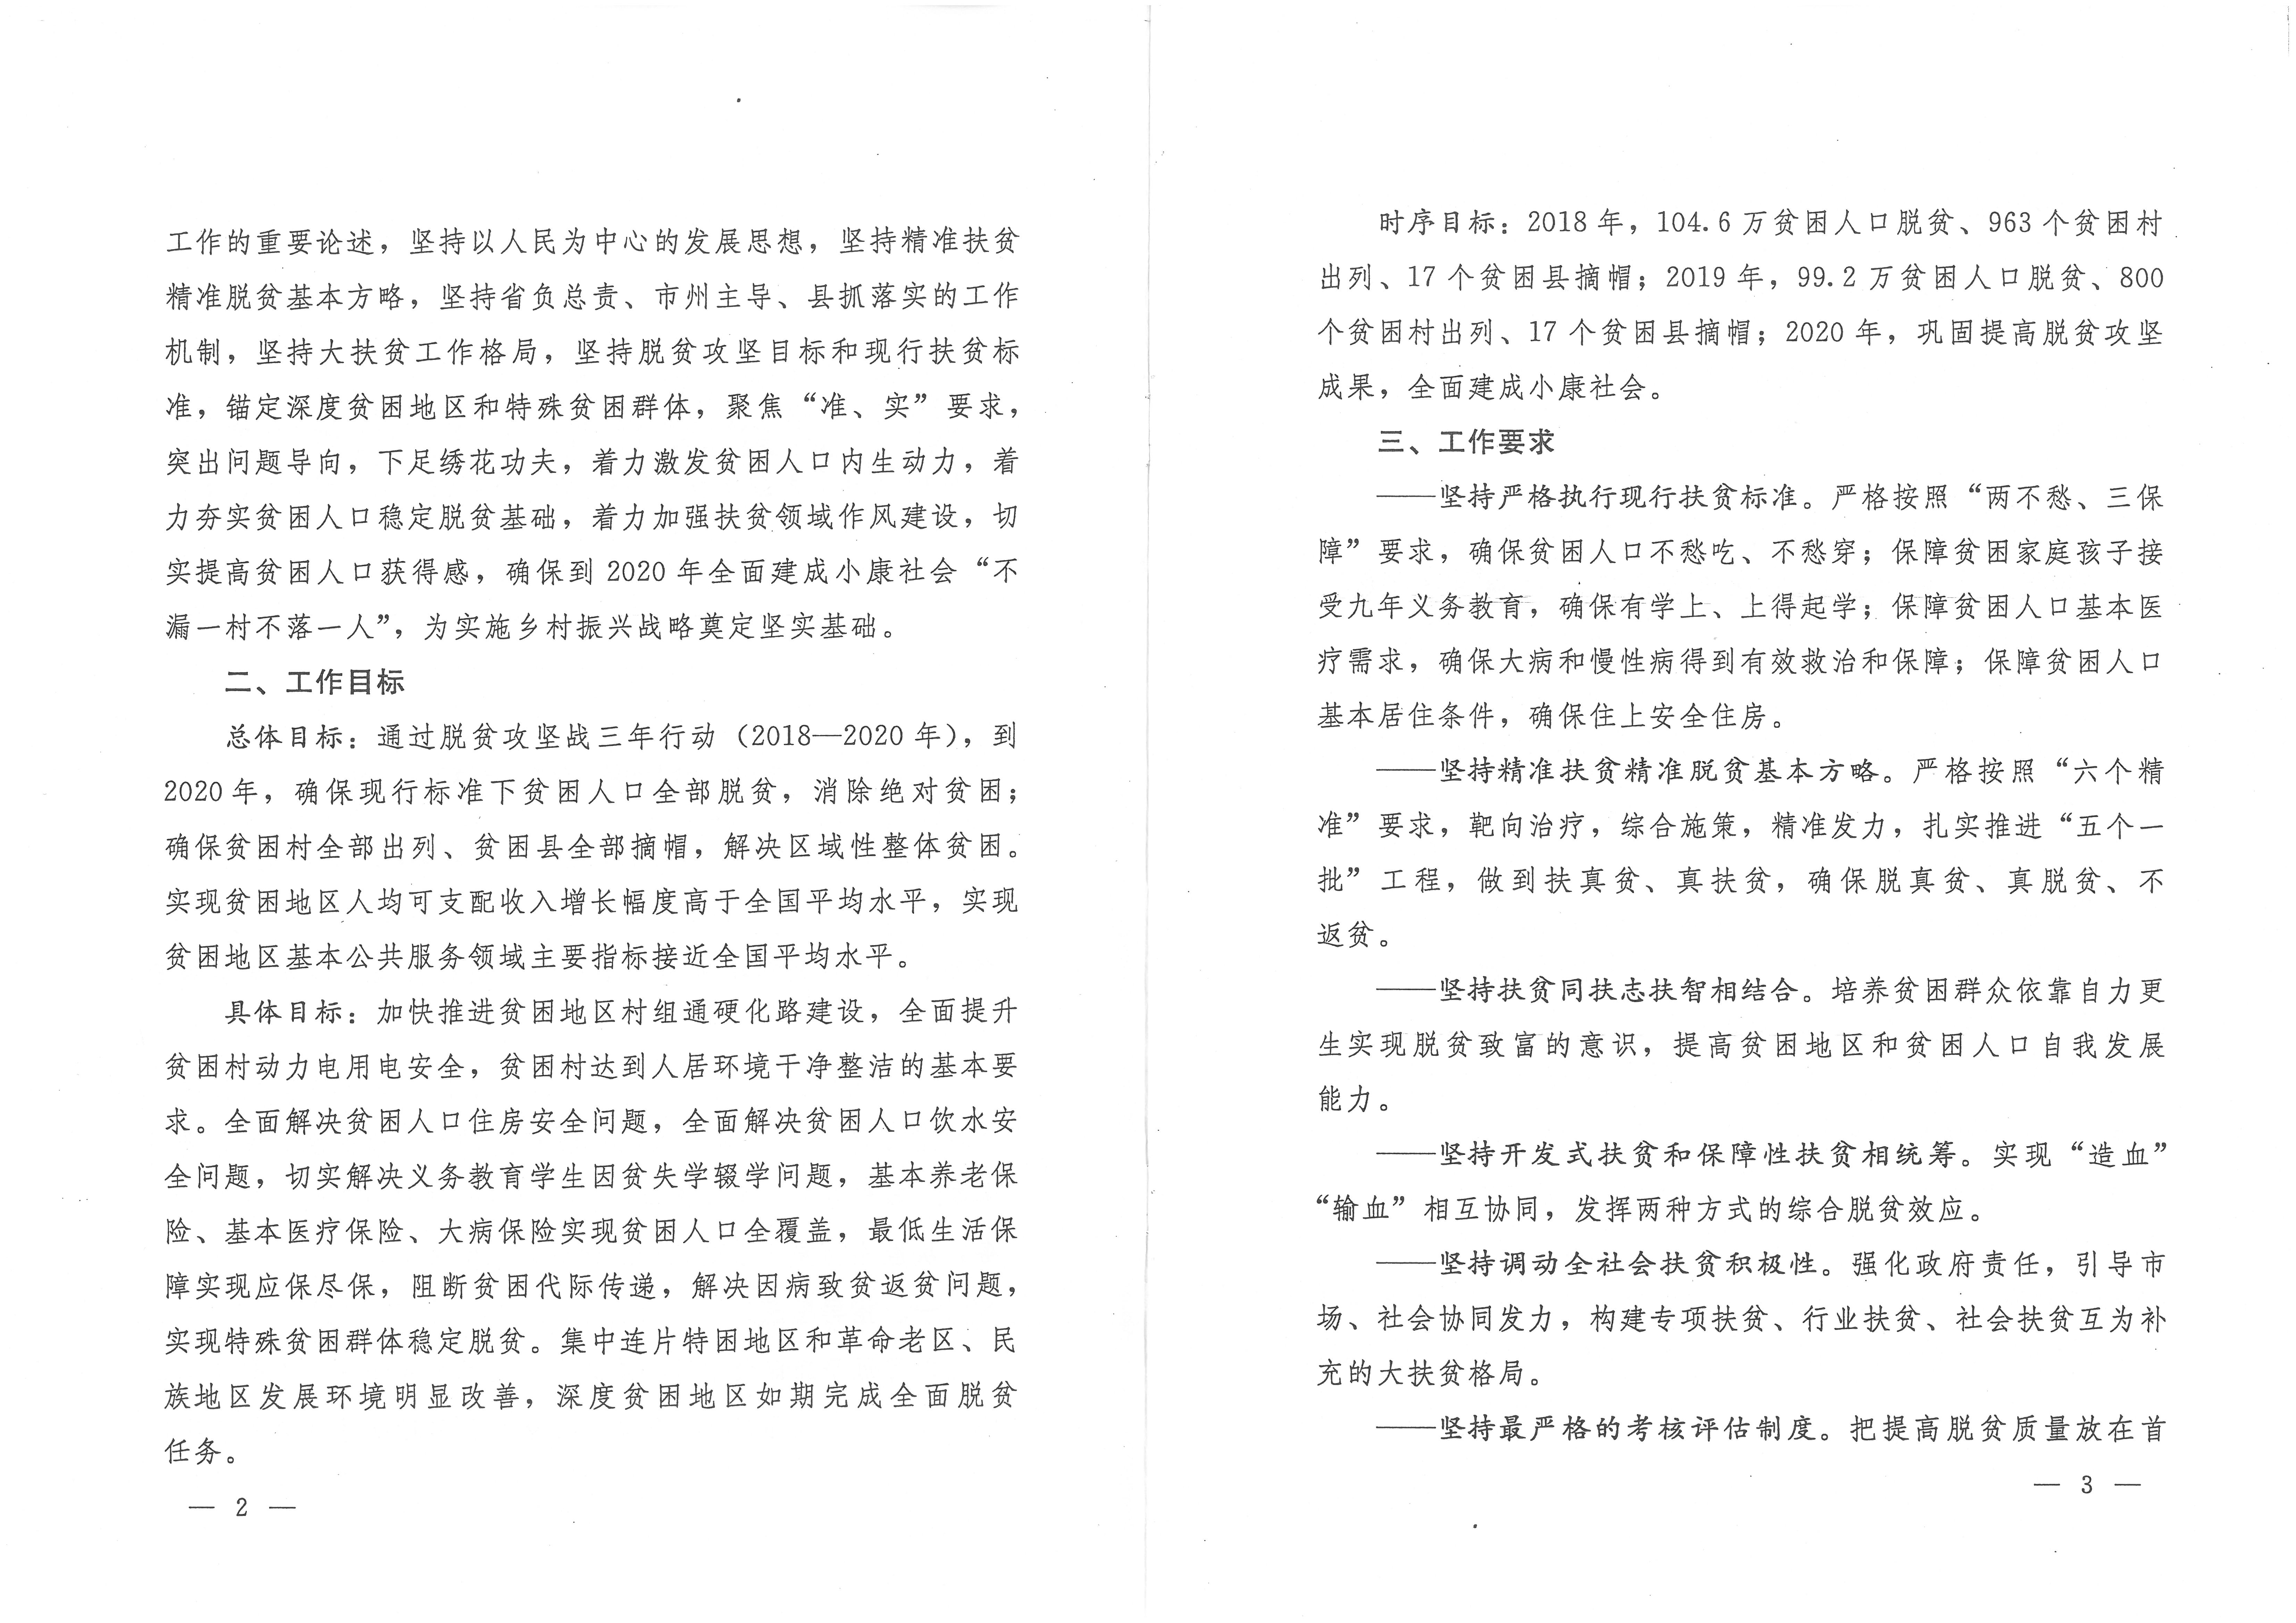 工作的重要论述，坚持以人民为中心的发展思想，坚持精准扶贫
精准脱贫基本方略，坚持省负总责、市州主导、县抓落实的工作
机制，坚持大扶贫工作格局，坚持脱贫攻坚目标和现行扶贫标
准，锚定深度贫困地区和特殊贫困群体，聚焦“准、实”要求，
突出问题导向，下足绣花功夫，着力激发贫困人口内生动力，着
力夯实贫困人口稳定脱贫基础，着力加强扶贫领域作风建设，切
实提高贫困人口获得感，确保到 2020 年全面建成小康社会“不
漏一村不落一人”，为实施乡村振兴战略奠定坚实基础。
二、工作目标
总体目标：通过脱贫攻坚战三年行动（2018—2020 年），到
2020 年，确保现行标准下贫困人口全部脱贫，消除绝对贫困；
确保贫困村全部出列、贫困县全部摘帽，解决区域性整体贫困。
实现贫困地区人均可支配收入增长幅度高于全国平均水平，实现
贫困地区基本公共服务领域主要指标接近全国平均水平。
具体目标：加快推进贫困地区村组通硬化路建设，全面提升
贫困村动力电用电安全，贫困村达到人居环境干净整洁的基本要
求。全面解决贫困人口住房安全问题，全面解决贫困人口饮水安
全问题，切实解决义务教育学生因贫失学辍学问题，基本养老保
险、基本医疗保险、大病保险实现贫困人口全覆盖，最低生活保
障实现应保尽保，阻断贫困代际传递，解决因病致贫返贫问题，
实现特殊贫困群体稳定脱贫。集中连片特困地区和革命老区、民
族地区发展环境明显改善，深度贫困地区如期完成全面脱贫
任务。
— 2 —
时序目标：2018 年，104.6 万贫困人口脱贫、963 个贫困村
出列、17 个贫困县摘帽；2019 年，99.2 万贫困人口脱贫、800
个贫困村出列、17 个贫困县摘帽；2020 年，巩固提高脱贫攻坚
成果，全面建成小康社会。
三、工作要求
——坚持严格执行现行扶贫标准。严格按照“两不愁、三保
障”要求，确保贫困人口不愁吃、不愁穿；保障贫困家庭孩子接
受九年义务教育，确保有学上、上得起学；保障贫困人口基本医
疗需求，确保大病和慢性病得到有效救治和保障；保障贫困人口
基本居住条件，确保住上安全住房。
——坚持精准扶贫精准脱贫基本方略。严格按照“六个精
准”要求，靶向治疗，综合施策，精准发力，扎实推进“五个一
批”工程，做到扶真贫、真扶贫，确保脱真贫、真脱贫、不
返贫。
——坚持扶贫同扶志扶智相结合。培养贫困群众依靠自力更
生实现脱贫致富的意识，提高贫困地区和贫困人口自我发展
能力。
——坚持开发式扶贫和保障性扶贫相统筹。实现“造血”
“输血”相互协同，发挥两种方式的综合脱贫效应。
——坚持调动全社会扶贫积极性。强化政府责任，引导市
场、社会协同发力，构建专项扶贫、行业扶贫、社会扶贫互为补
充的大扶贫格局。
——坚持最严格的考核评估制度。把提高脱贫质量放在首
— 3 —